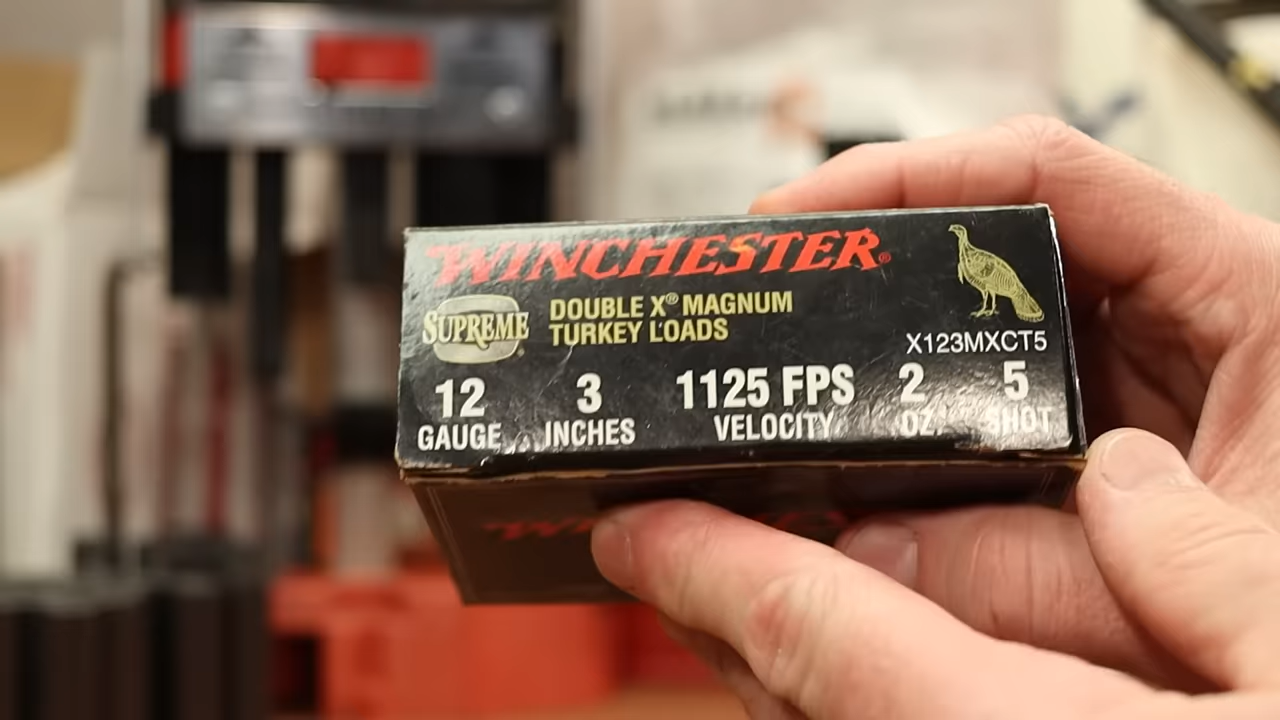 WINCHESTER®
SUPREME®
DOUBLE X® MAGNUM
TURKEY LOADS
X123MXCT5
12 3 1125 FPS 2 5
GAUGE INCHES VELOCITY OZ. SHOT